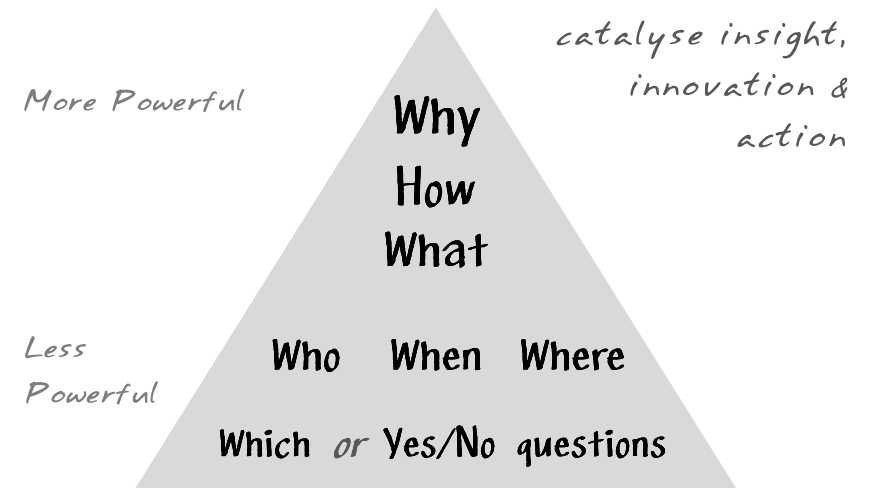 catalyse insight,
innovation &
action
More Powerful
Why
How
What
Less
Powerful
Who When Where
Which or Yes/No questions